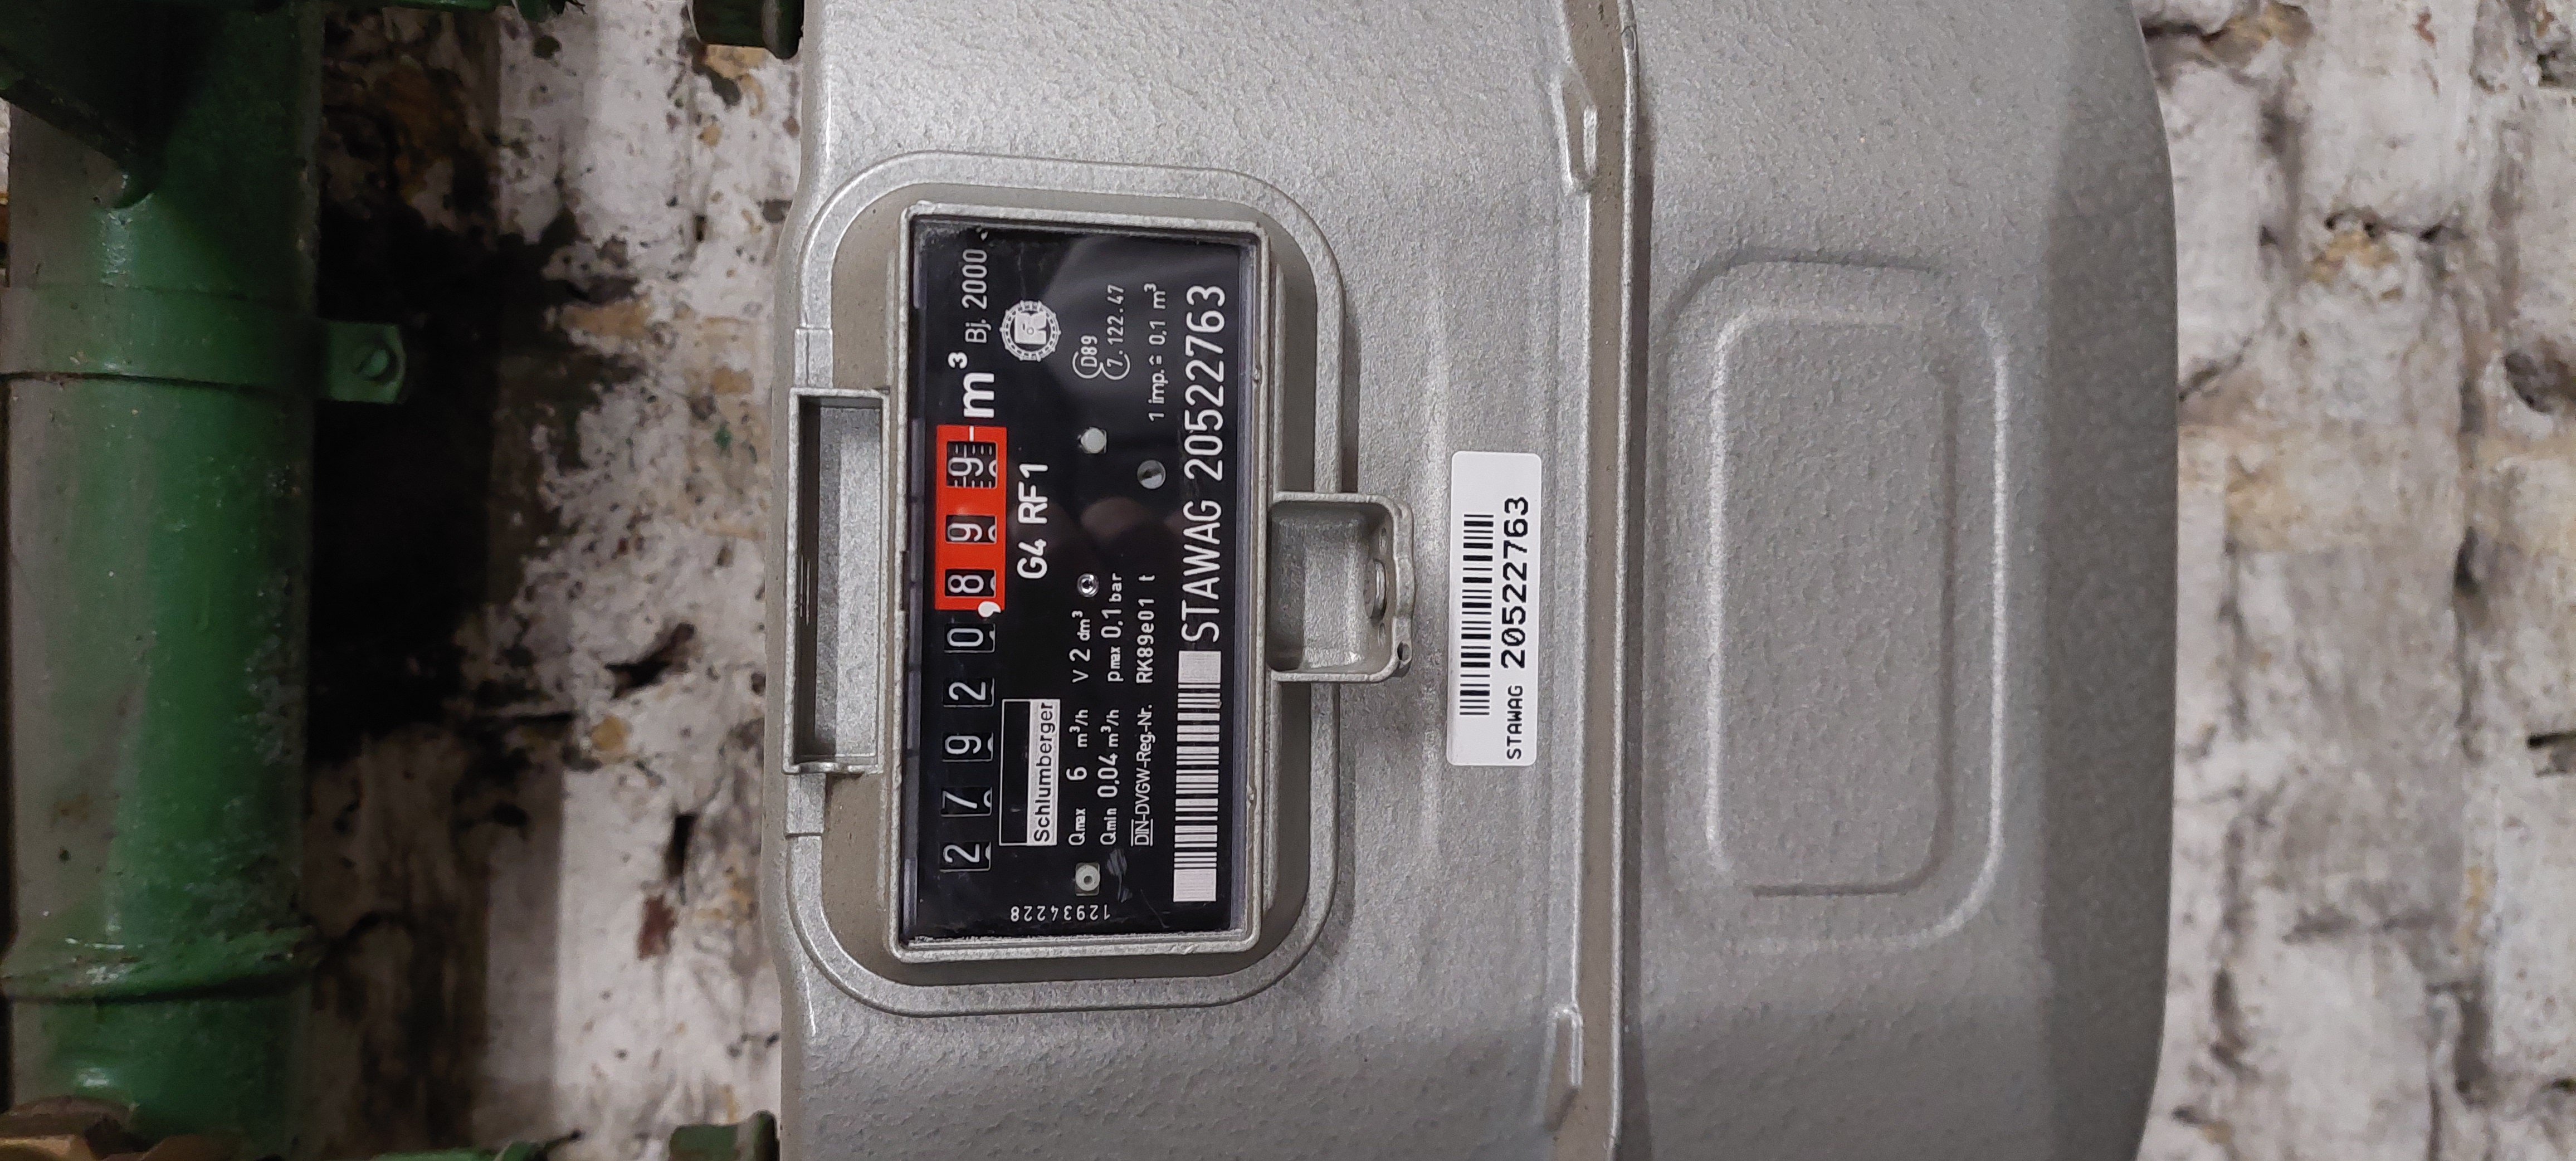 27920,899 m³ Bj. 2000
12934228
Schlumberger
G4 RF1
R
Qmax 6 m³/h V 2 dm³
Qmin 0,04 m³/h pmax 0,1 bar
D89
7.122.47
DIN-DVGW-Reg.-Nr. RK89e01 t
1 imp. ≙ 0,1 m³
STAWAG 20522763
STAWAG 20522763